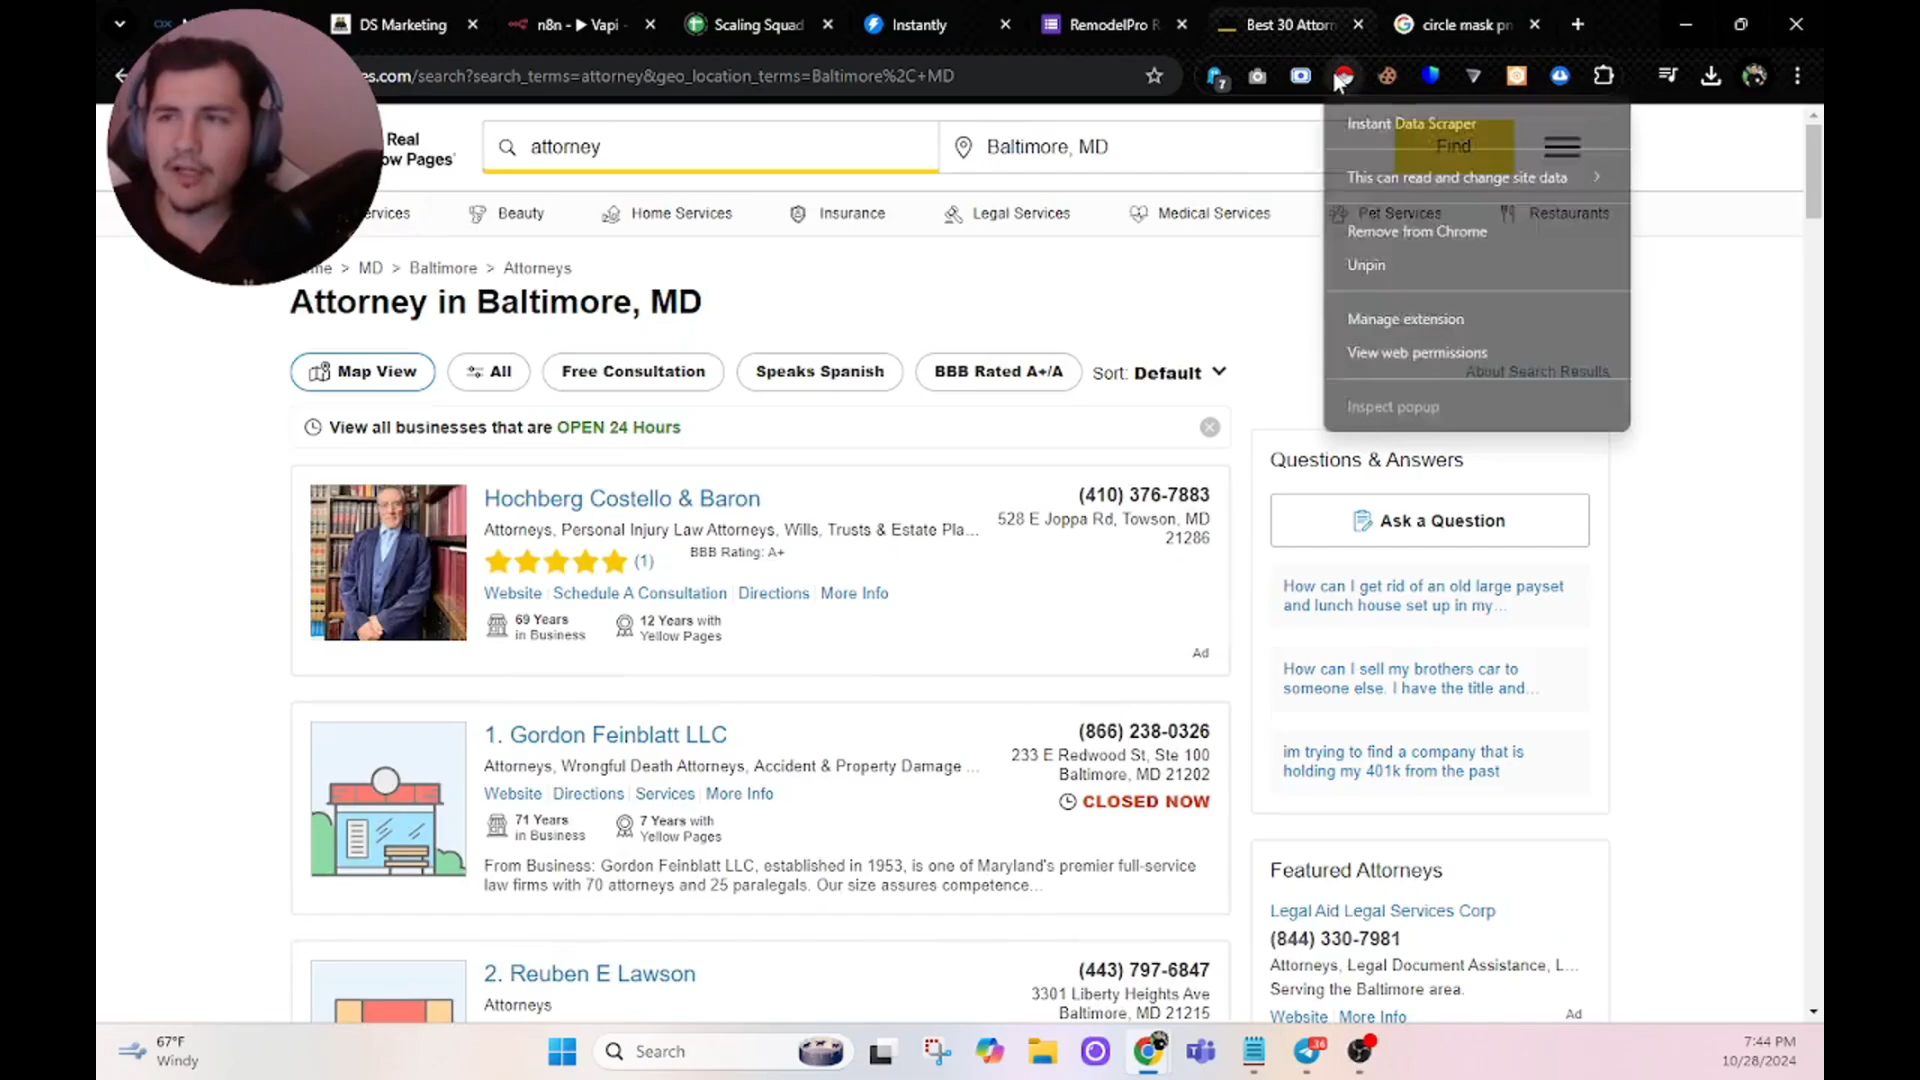 DS Marketing
n8n - ▶ Vapi -
Scaling Squad
Instantly
RemodelPro R
Best 30 Attorn
circle mask pn
es.com/search?search_terms=attorney&geo_location_terms=Baltimore%2C+MD
7
Real
ow Pages'
attorney
Baltimore, MD
Find
Instant Data Scraper
This can read and change site data
Remove from Chrome
Unpin
Manage extension
View web permissions
Inspect popup
ervices
Beauty
Home Services
Insurance
Legal Services
Medical Services
Pet Services
Restaurants
me > MD > Baltimore > Attorneys
Attorney in Baltimore, MD
About Search Results
Map View
All
Free Consultation
Speaks Spanish
BBB Rated A+/A
Sort: Default
View all businesses that are OPEN 24 Hours
Hochberg Costello & Baron
(410) 376-7883
Attorneys, Personal Injury Law Attorneys, Wills, Trusts & Estate Pla...
528 E Joppa Rd, Towson, MD
21286
(1)
BBB Rating: A+
Website
Schedule A Consultation
Directions
More Info
69 Years
in Business
12 Years with
Yellow Pages
Ad
1. Gordon Feinblatt LLC
(866) 238-0326
Attorneys, Wrongful Death Attorneys, Accident & Property Damage ...
233 E Redwood St, Ste 100
Baltimore, MD 21202
Website
Directions
Services
More Info
CLOSED NOW
71 Years
in Business
7 Years with
Yellow Pages
From Business: Gordon Feinblatt LLC, established in 1953, is one of Maryland's premier full-service
law firms with 70 attorneys and 25 paralegals. Our size assures competence...
2. Reuben E Lawson
(443) 797-6847
Attorneys
3301 Liberty Heights Ave
Baltimore, MD 21215
Questions & Answers
Ask a Question
How can I get rid of an old large payset
and lunch house set up in my...
How can I sell my brothers car to
someone else. I have the title and...
im trying to find a company that is
holding my 401k from the past
Featured Attorneys
Legal Aid Legal Services Corp
(844) 330-7981
Attorneys, Legal Document Assistance, L...
Serving the Baltimore area.
Website
More Info
Ad
67°F
Windy
Search
36
7:44 PM
10/28/2024